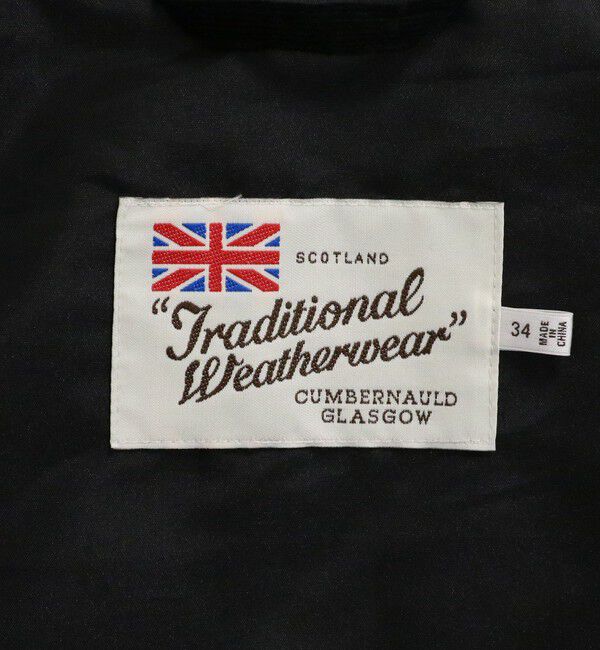 SCOTLAND
"Traditional
Weatherwear"
CUMBERNAULD
GLASGOW
34
MADE
IN
CHINA